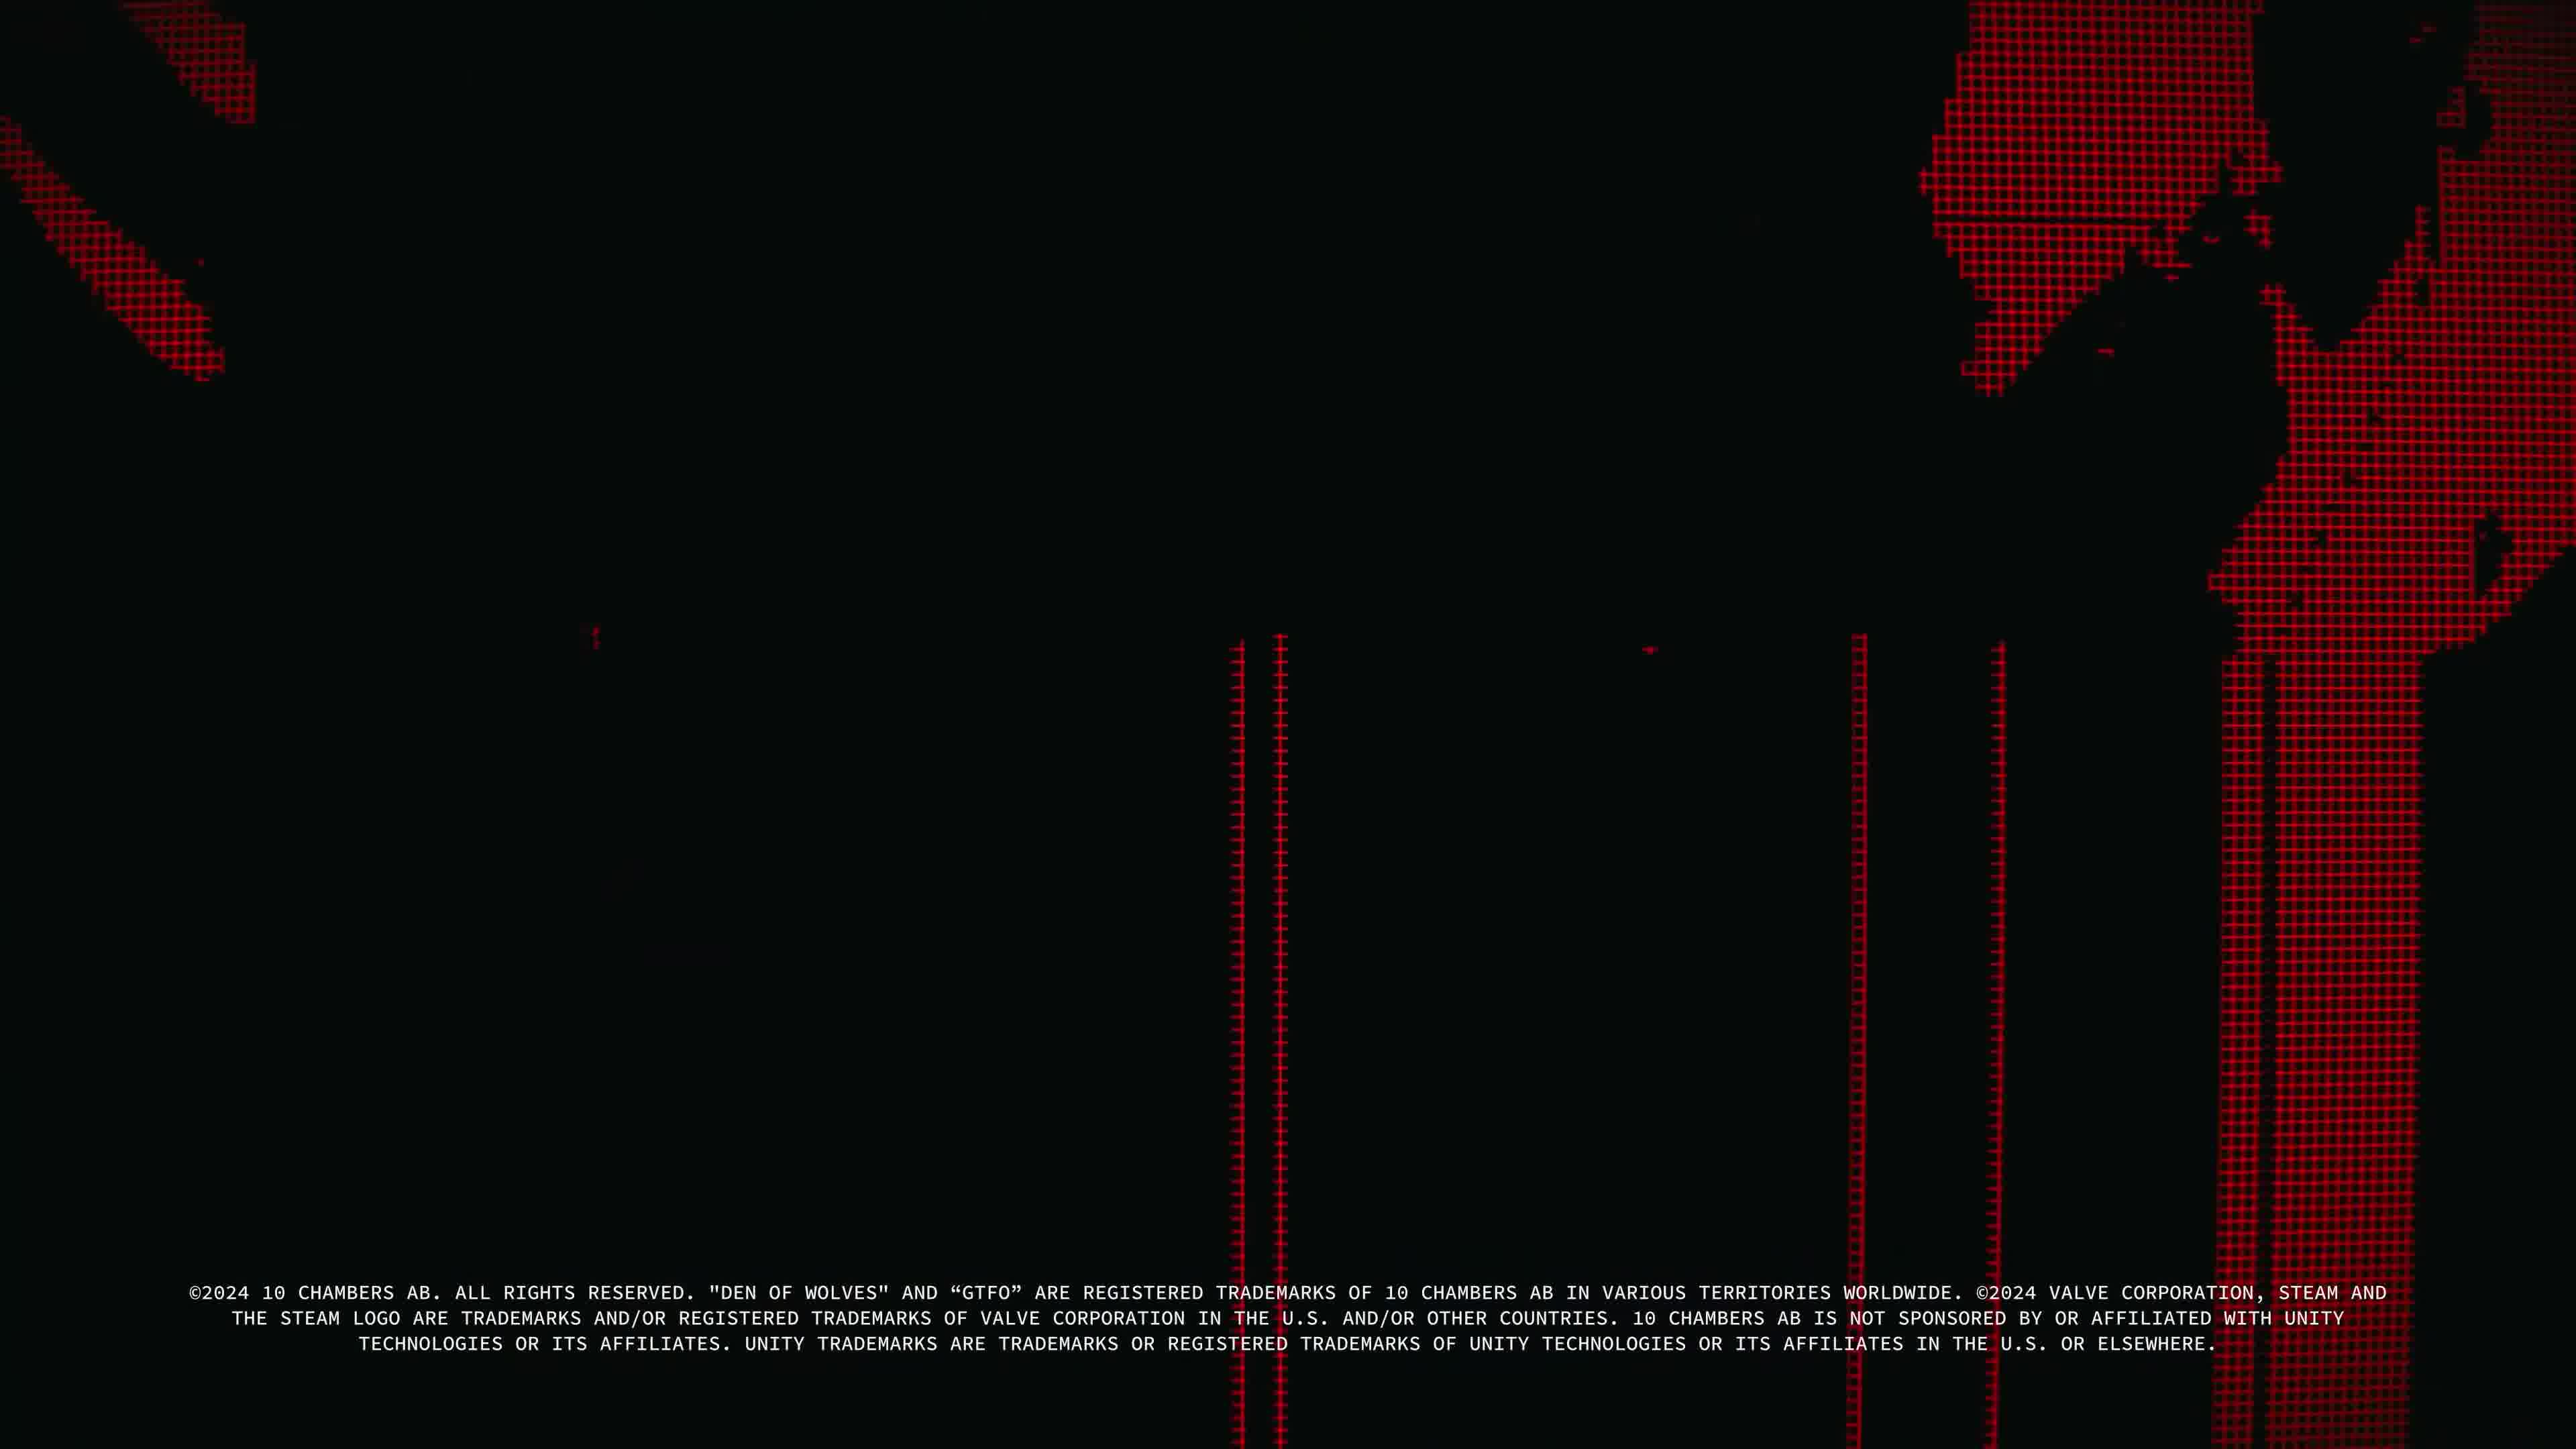 ©2024 10 CHAMBERS AB. ALL RIGHTS RESERVED. "DEN OF WOLVES" AND “GTFO” ARE REGISTERED TRADEMARKS OF 10 CHAMBERS AB IN VARIOUS TERRITORIES WORLDWIDE. ©2024 VALVE CORPORATION, STEAM AND
THE STEAM LOGO ARE TRADEMARKS AND/OR REGISTERED TRADEMARKS OF VALVE CORPORATION IN THE U.S. AND/OR OTHER COUNTRIES. 10 CHAMBERS AB IS NOT SPONSORED BY OR AFFILIATED WITH UNITY
TECHNOLOGIES OR ITS AFFILIATES. UNITY TRADEMARKS ARE TRADEMARKS OR REGISTERED TRADEMARKS OF UNITY TECHNOLOGIES OR ITS AFFILIATES IN THE U.S. OR ELSEWHERE.